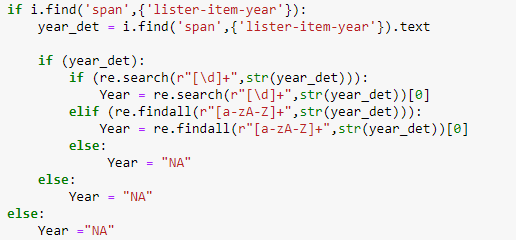 if i.find('span',{'lister-item-year'}):
    year_det = i.find('span',{'lister-item-year'}).text

    if (year_det):
        if (re.search(r"[\d]+",str(year_det))):
            Year = re.search(r"[\d]+",str(year_det))[0]
        elif (re.findall(r"[a-zA-Z]+",str(year_det))):
            Year = re.findall(r"[a-zA-Z]+",str(year_det))[0]
        else:
             Year = "NA"
    else:
        Year = "NA"
else:
    Year ="NA"